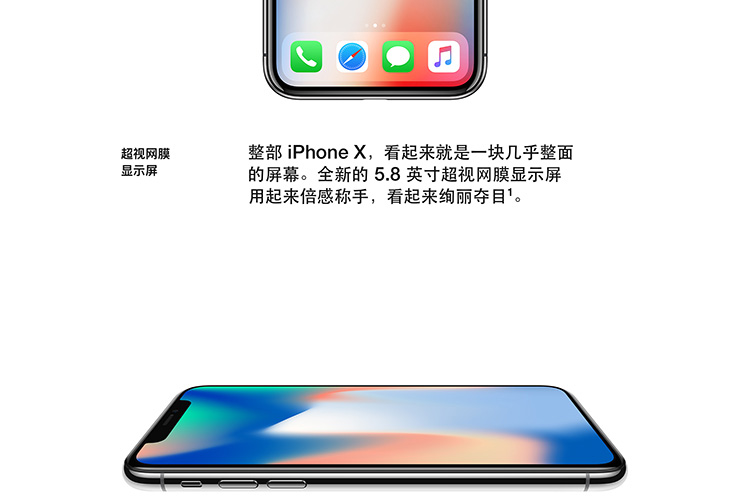 超视网膜
显示屏
整部 iPhone X，看起来就是一块几乎整面
的屏幕。全新的 5.8 英寸超视网膜显示屏
用起来倍感称手，看起来绚丽夺目¹。